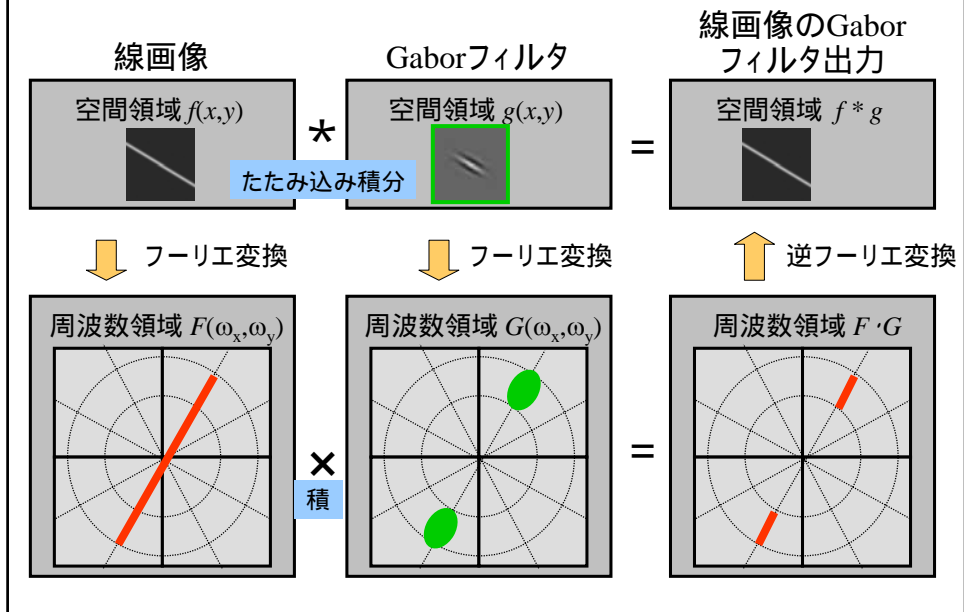 線画像
Gaborフィルタ
線画像のGabor
フィルタ出力
空間領域 f(x,y)
*
空間領域 g(x,y)
=
空間領域 f * g
たたみ込み積分
フーリエ変換
フーリエ変換
逆フーリエ変換
周波数領域 F(ωx,ωy)
×
積
周波数領域 G(ωx,ωy)
=
周波数領域 F·G